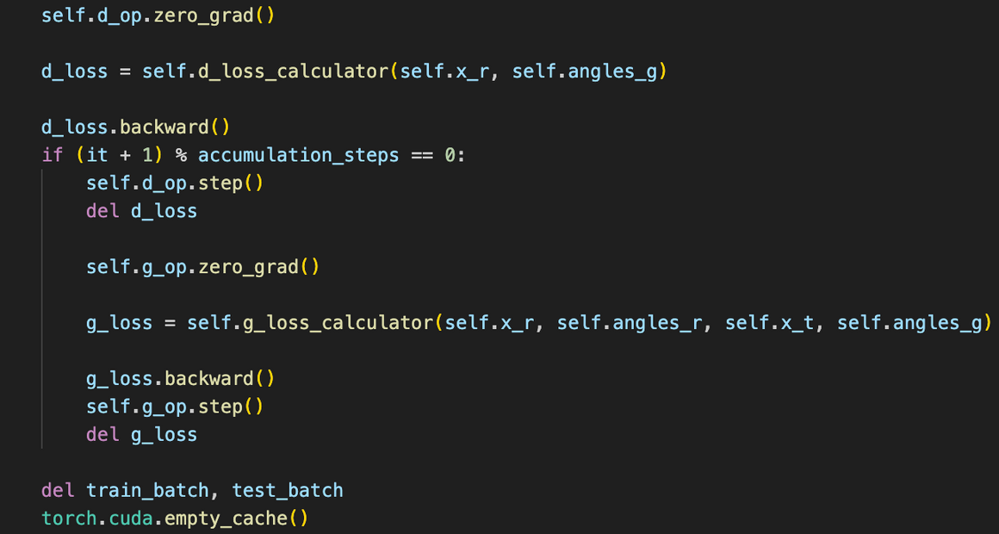 self.d_op.zero_grad()
d_loss = self.d_loss_calculator(self.x_r, self.angles_g)
d_loss.backward()
if (it + 1) % accumulation_steps == 0:
self.d_op.step()
del d_loss
self.g_op.zero_grad()
g_loss = self.g_loss_calculator(self.x_r, self.angles_r, self.x_t, self.angles_g)
g_loss.backward()
self.g_op.step()
del g_loss
del train_batch, test_batch
torch.cuda.empty_cache()